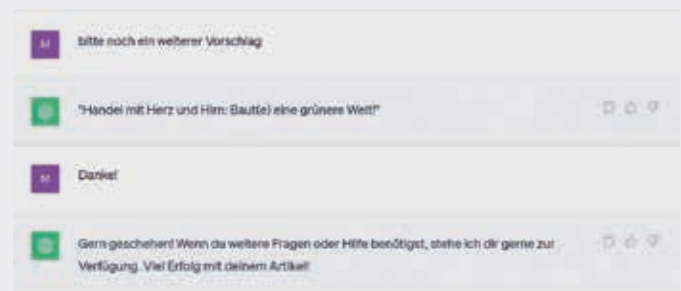 M bitte noch ein weiterer Vorschlag
"Handel mit Herz und Hirn: Baut(e) eine grünere Welt!"
M Danke!
Gern geschehen! Wenn du weitere Fragen oder Hilfe benötigst, stehe ich dir gerne zur
Verfügung. Viel Erfolg mit deinem Artikel!